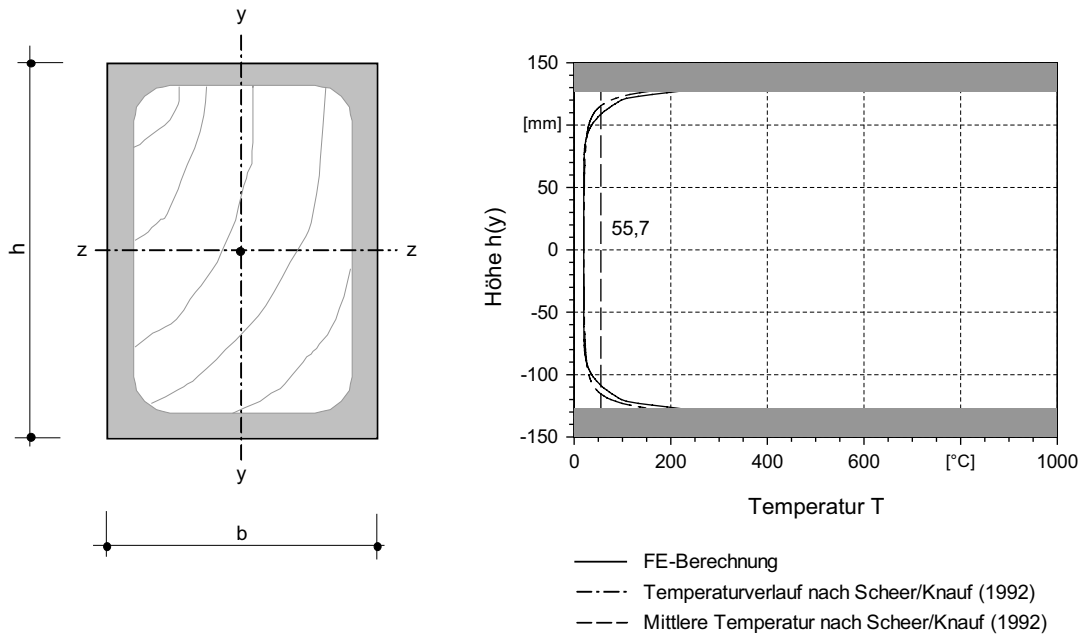 y
h
z
z
y
b
150
[mm]
50
0
-50
-100
-150
Höhe h(y)
55,7
0
200
400
600
[°C]
1000
Temperatur T
FE-Berechnung
Temperaturverlauf nach Scheer/Knauf (1992)
Mittlere Temperatur nach Scheer/Knauf (1992)